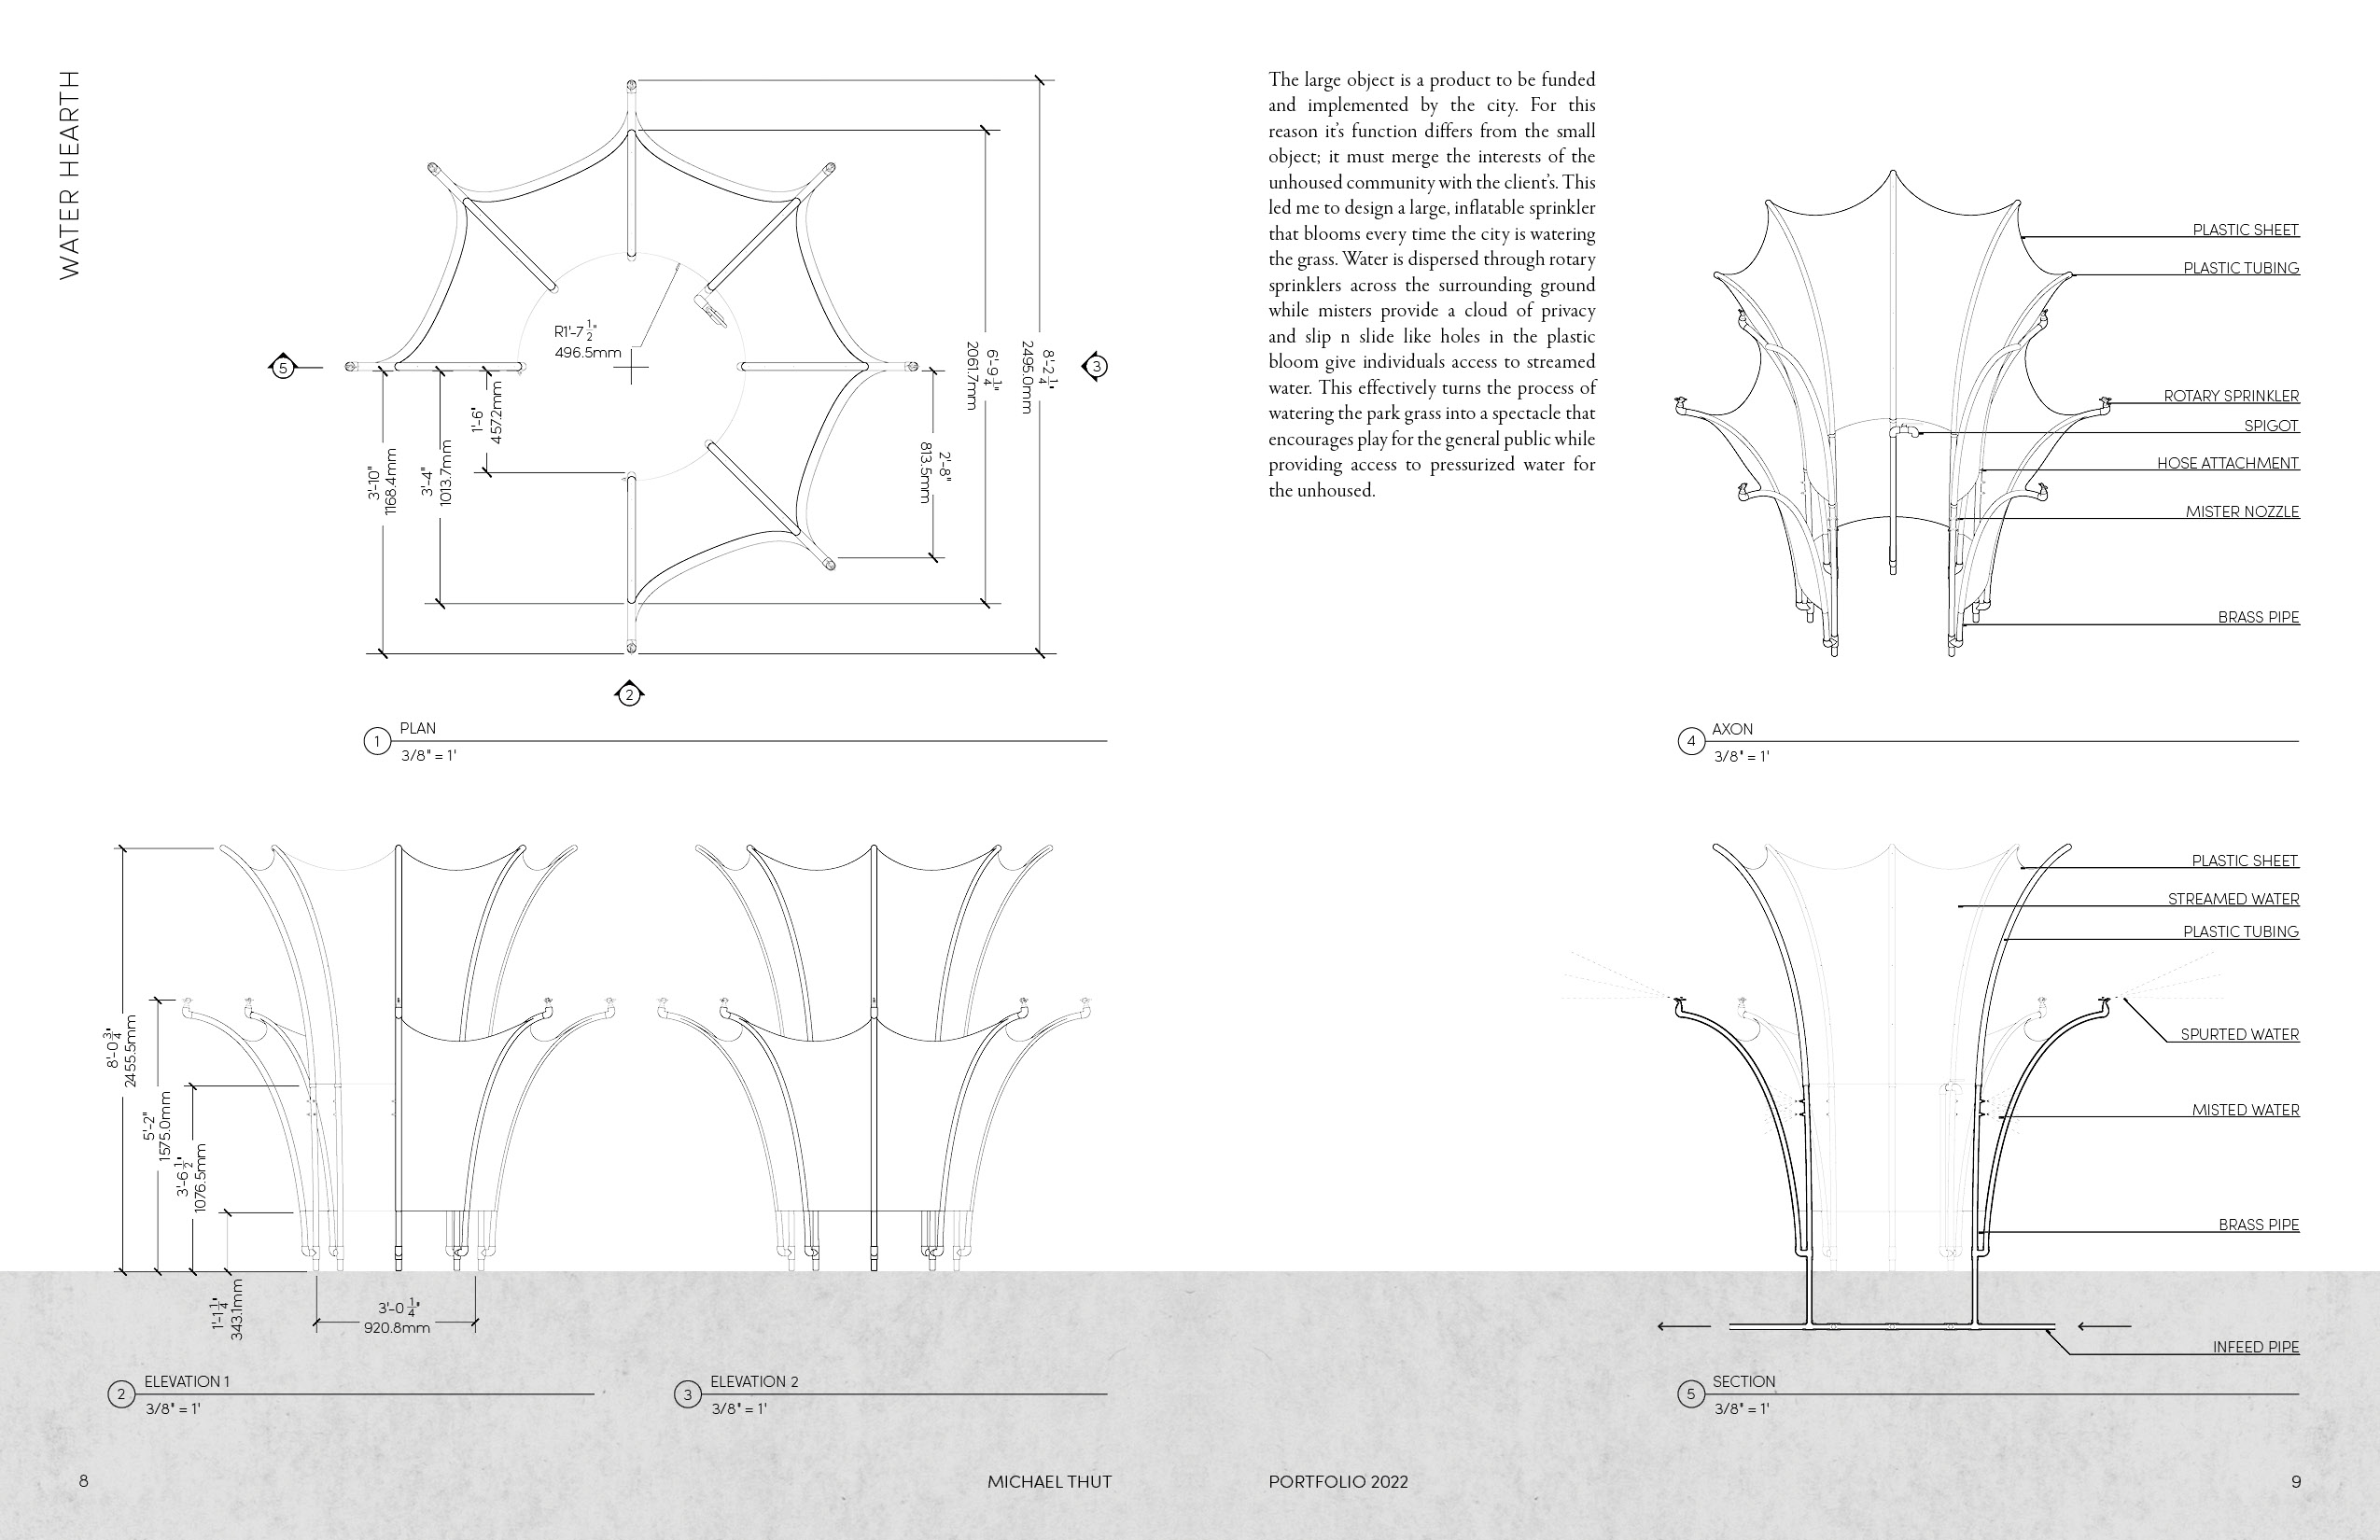 WATER HEARTH
R1'-7 1/2"
496.5mm
5
3
2
3'-10"
1168.4mm
3'-4"
1013.7mm
1'-6"
457.2mm
2'-8"
813.5mm
6'-9 1/4"
2061.7mm
8'-2 1/4"
2495.0mm
1
PLAN
3/8" = 1'
8'-0 3/4"
2455.5mm
5'-2"
1575.0mm
3'-6 1/2"
1076.5mm
1'-1 1/4"
343.1mm
3'-0 1/4"
920.8mm
2
ELEVATION 1
3/8" = 1'
3
ELEVATION 2
3/8" = 1'
8
MICHAEL THUT
The large object is a product to be funded
and implemented by the city. For this
reason it's function differs from the small
object; it must merge the interests of the
unhoused community with the client's. This
led me to design a large, inflatable sprinkler
that blooms every time the city is watering
the grass. Water is dispersed through rotary
sprinklers across the surrounding ground
while misters provide a cloud of privacy
and slip n slide like holes in the plastic
bloom give individuals access to streamed
water. This effectively turns the process of
watering the park grass into a spectacle that
encourages play for the general public while
providing access to pressurized water for
the unhoused.
PLASTIC SHEET
PLASTIC TUBING
ROTARY SPRINKLER
SPIGOT
HOSE ATTACHMENT
MISTER NOZZLE
BRASS PIPE
4
AXON
3/8" = 1'
PLASTIC SHEET
STREAMED WATER
PLASTIC TUBING
SPURTED WATER
MISTED WATER
BRASS PIPE
INFEED PIPE
5
SECTION
3/8" = 1'
PORTFOLIO 2022
9